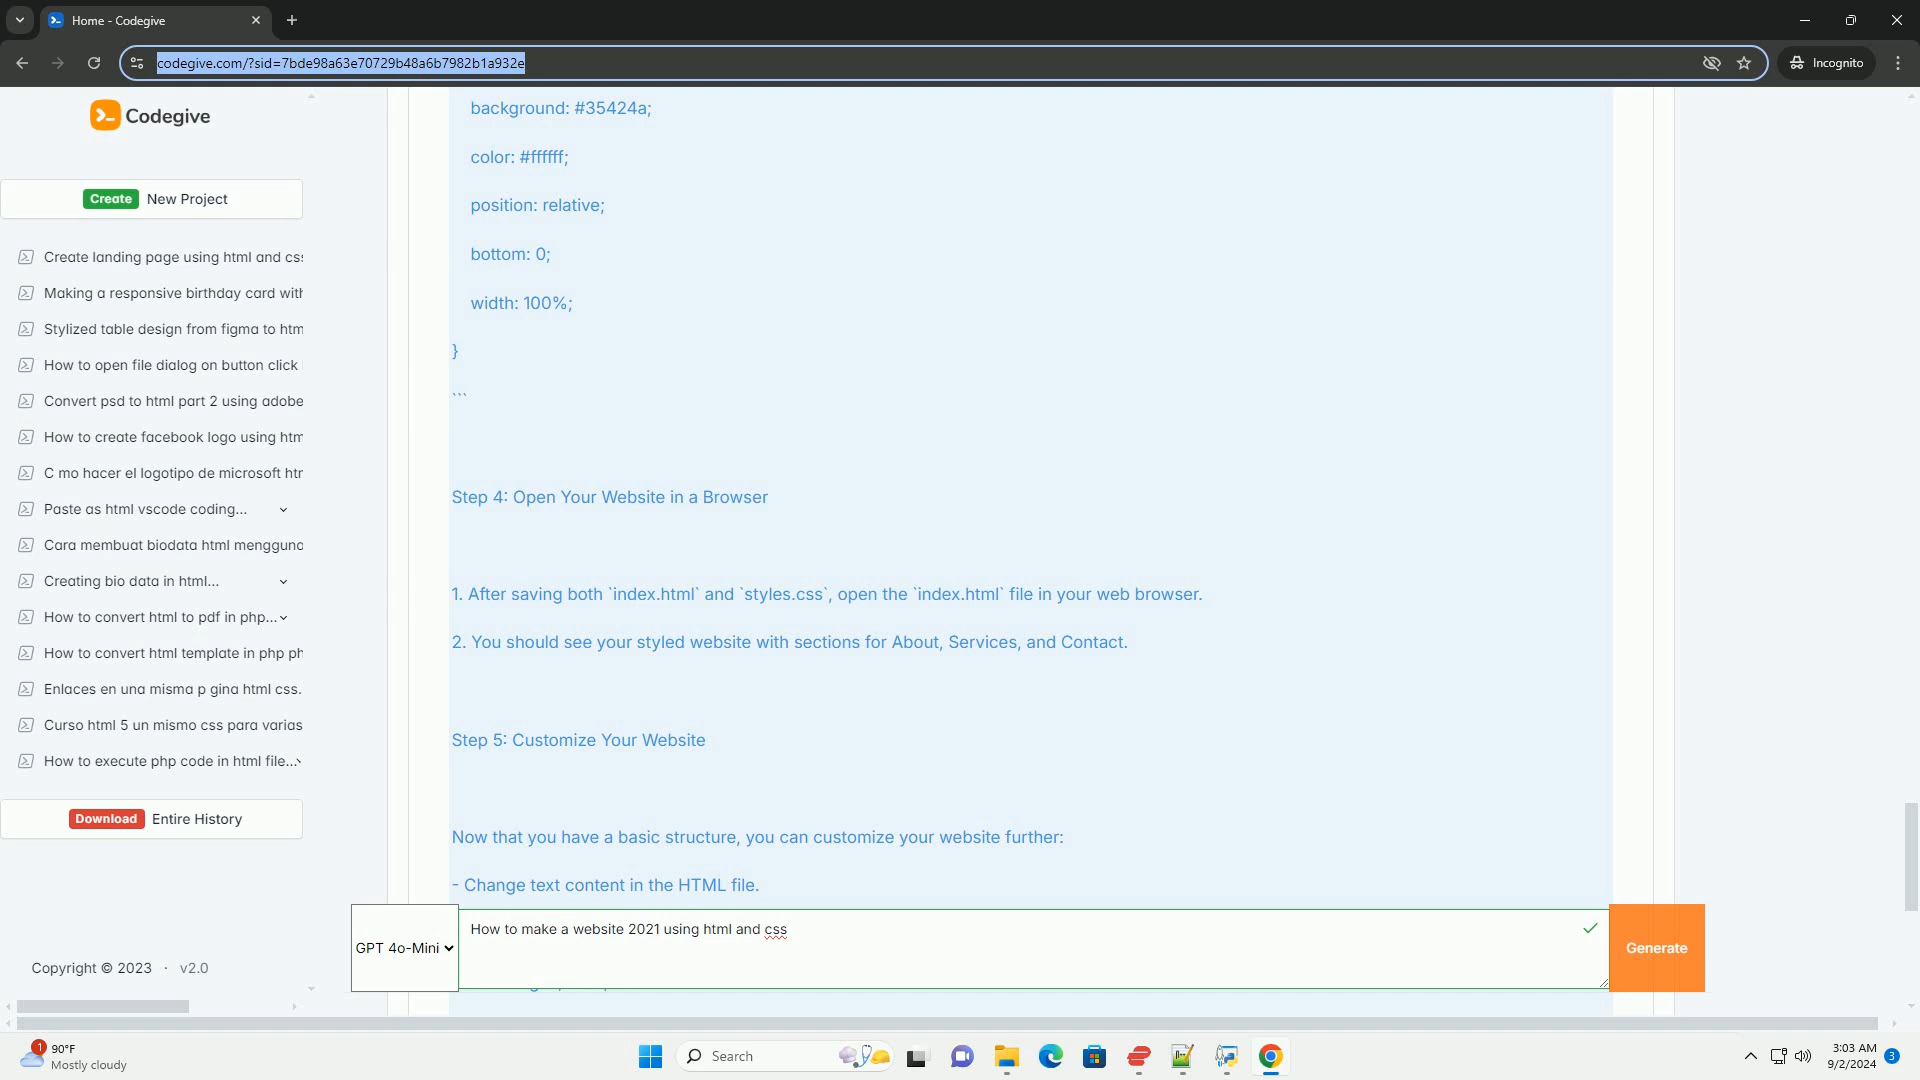 Home - Codegive
codegive.com/?sid=7bde98a63e70729b48a6b7982b1a932e
Incognito
Codegive
Create New Project
Create landing page using html and css
Making a responsive birthday card with
Stylized table design from figma to htm
How to open file dialog on button click
Convert psd to html part 2 using adobe
How to create facebook logo using htm
C mo hacer el logotipo de microsoft htr
Paste as html vscode coding...
Cara membuat biodata html mengguna
Creating bio data in html...
How to convert html to pdf in php...
How to convert html template in php ph
Enlaces en una misma p gina html css.
Curso html 5 un mismo css para varias
How to execute php code in html file...
Download Entire History
Copyright © 2023 · v2.0
background: #35424a;
color: #ffffff;
position: relative;
bottom: 0;
width: 100%;
}
```
Step 4: Open Your Website in a Browser
1. After saving both `index.html` and `styles.css`, open the `index.html` file in your web browser.
2. You should see your styled website with sections for About, Services, and Contact.
Step 5: Customize Your Website
Now that you have a basic structure, you can customize your website further:
- Change text content in the HTML file.
GPT 4o-Mini
How to make a website 2021 using html and css
Generate
1
90°F
Mostly cloudy
Search
3:03 AM
9/2/2024
3